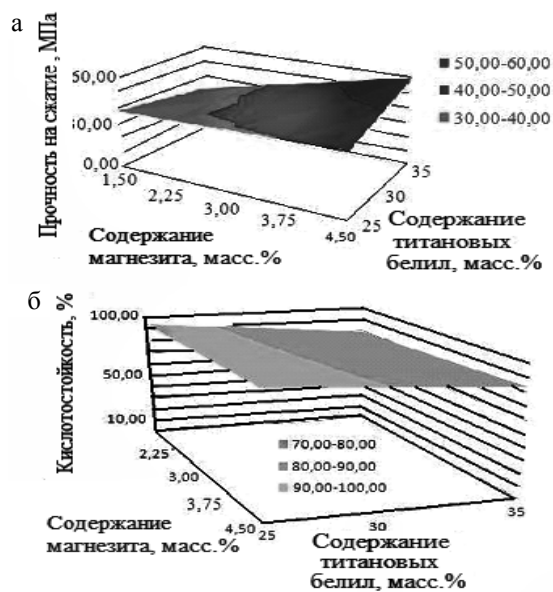 а
Прочность на сжатие, МПа
50,00
0,00
1,50
2,25
3,00
3,75
4,50
25
30
35
50,00-60,00
40,00-50,00
30,00-40,00
Содержание
магнезита, масс.%
Содержание
титановых
белил, масс.%
б
Кислотостойкость, %
100,00
50,00
10,00
2,25
3,00
3,75
4,50
25
30
35
70,00-80,00
80,00-90,00
90,00-100,00
Содержание
магнезита, масс.%
Содержание
титановых
белил, масс.%